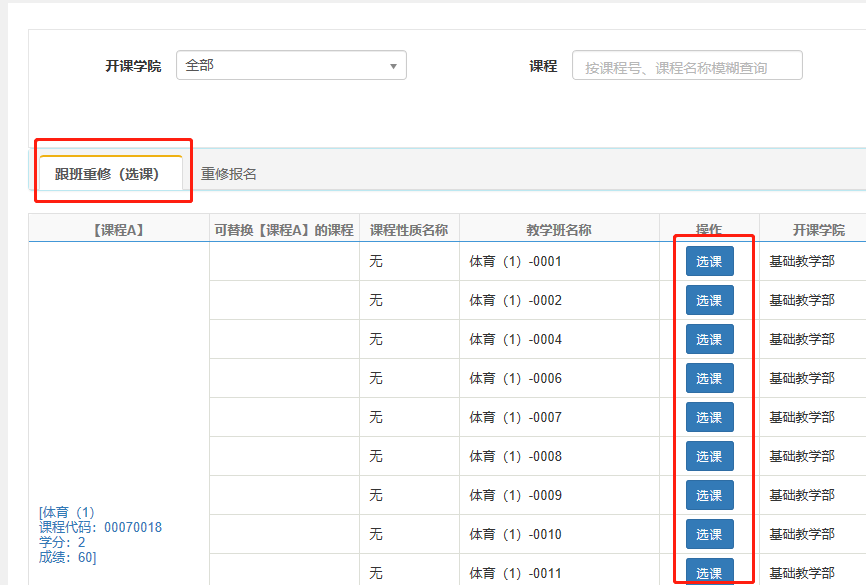 开课学院 全部 课程 按课程号、课程名称模糊查询
跟班重修（选课） 重修报名
【课程A】 可替换【课程A】的课程 课程性质名称 教学班名称 操作 开课学院
无 体育（1）-0001 选课 基础教学部
无 体育（1）-0002 选课 基础教学部
无 体育（1）-0004 选课 基础教学部
无 体育（1）-0006 选课 基础教学部
无 体育（1）-0007 选课 基础教学部
无 体育（1）-0008 选课 基础教学部
无 体育（1）-0009 选课 基础教学部
[体育（1）
课程代码：00070018
学分：2
成绩：60]
无 体育（1）-0010 选课 基础教学部
无 体育（1）-0011 选课 基础教学部